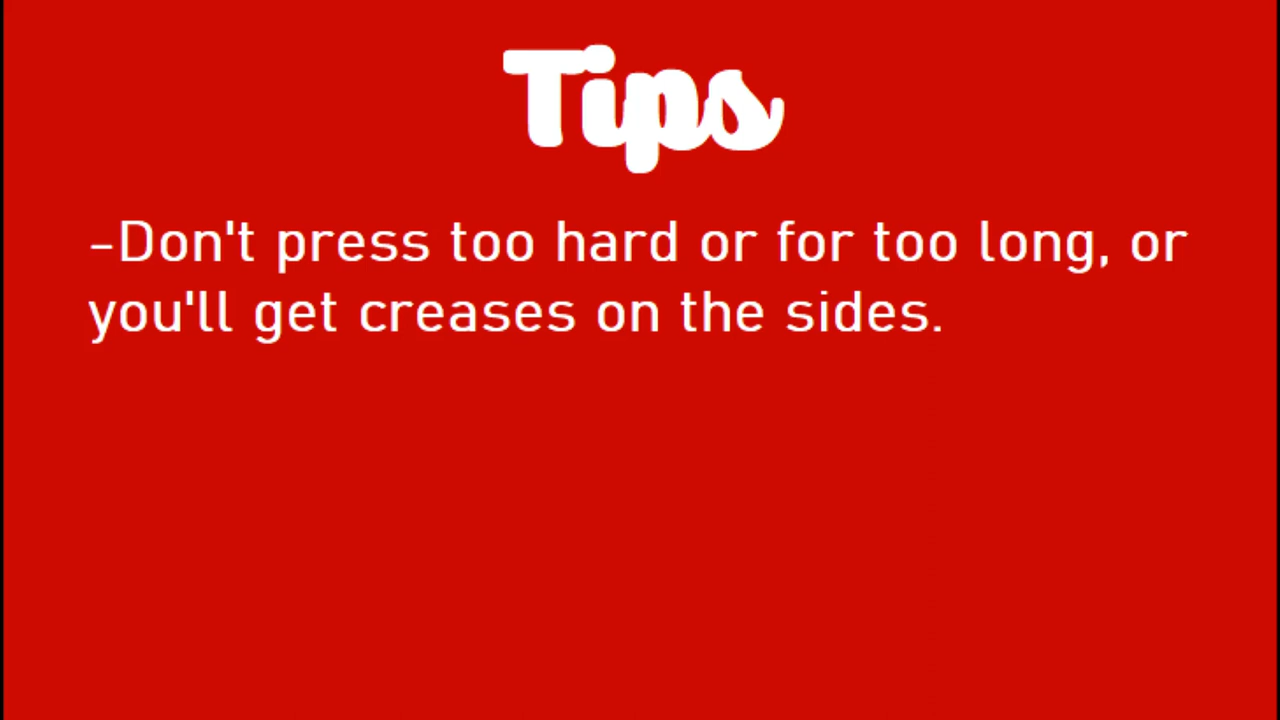 Tips
-Don't press too hard or for too long, or
you'll get creases on the sides.